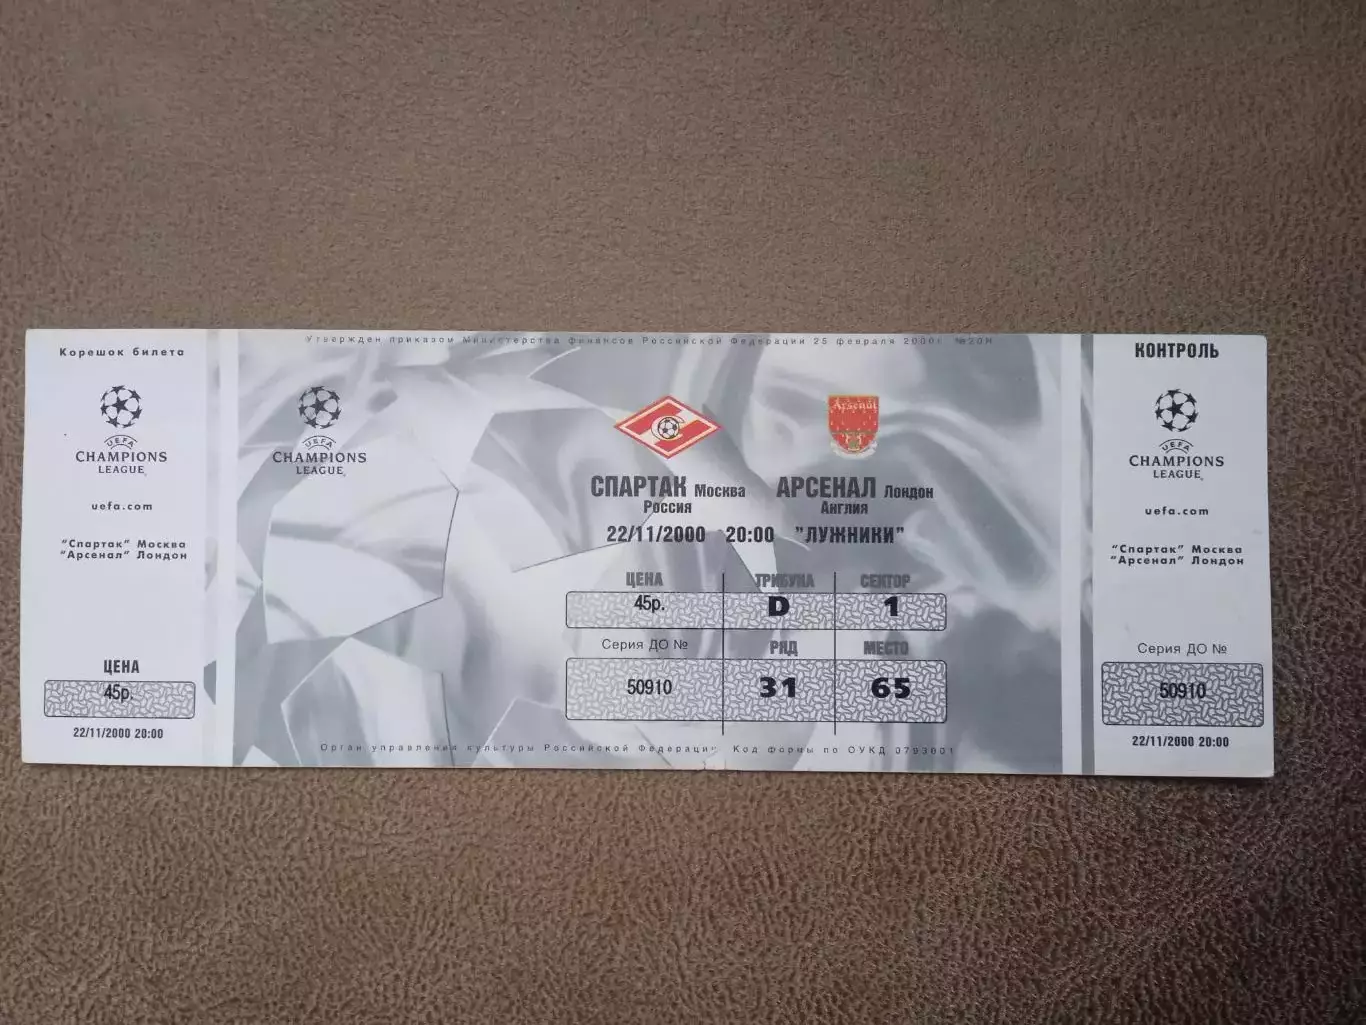 Корешок билета
UEFA
CHAMPIONS
LEAGUE
uefa.com
"Спартак" Москва
"Арсенал" Лондон
ЦЕНА
45р.
22/11/2000 20:00
Утвержден приказом Министерства финансов Российской Федерации 25 февраля 2000г. №20Н
UEFA
CHAMPIONS
LEAGUE
Arsenal
СПАРТАК Москва АРСЕНАЛ Лондон
Россия Англия
22/11/2000 20:00 "ЛУЖНИКИ"
ЦЕНА ТРИБУНА СЕКТОР
45р. D 1
Серия ДО № РЯД МЕСТО
50910 31 65
Орган управления культуры Российской Федерации Код формы по ОУКД 0793001
КОНТРОЛЬ
UEFA
CHAMPIONS
LEAGUE
uefa.com
"Спартак" Москва
"Арсенал" Лондон
Серия ДО №
50910
22/11/2000 20:00